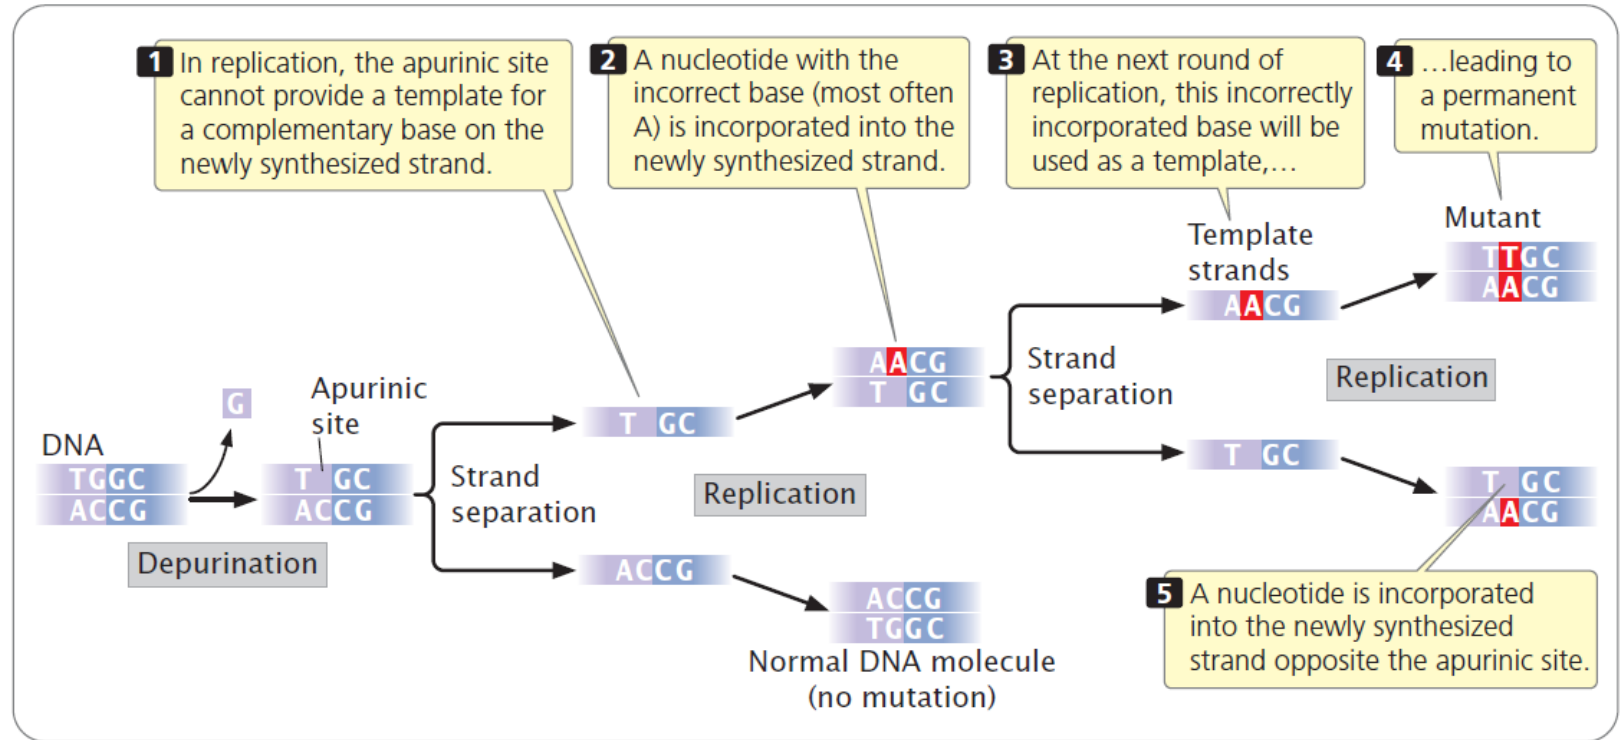 1 In replication, the apurinic site
cannot provide a template for
a complementary base on the
newly synthesized strand.
2 A nucleotide with the
incorrect base (most often
A) is incorporated into the
newly synthesized strand.
3 At the next round of
replication, this incorrectly
incorporated base will be
used as a template,…
4 …leading to
a permanent
mutation.
DNA
TGGC
ACCG
G
Depurination
Apurinic
site
T GC
ACCG
Strand
separation
T GC
ACCG
Replication
AACG
T GC
ACCG
TGGC
Normal DNA molecule
(no mutation)
Strand
separation
Template
strands
AACG
T GC
Replication
Mutant
TTGC
AACG
T GC
AACG
5 A nucleotide is incorporated
into the newly synthesized
strand opposite the apurinic site.